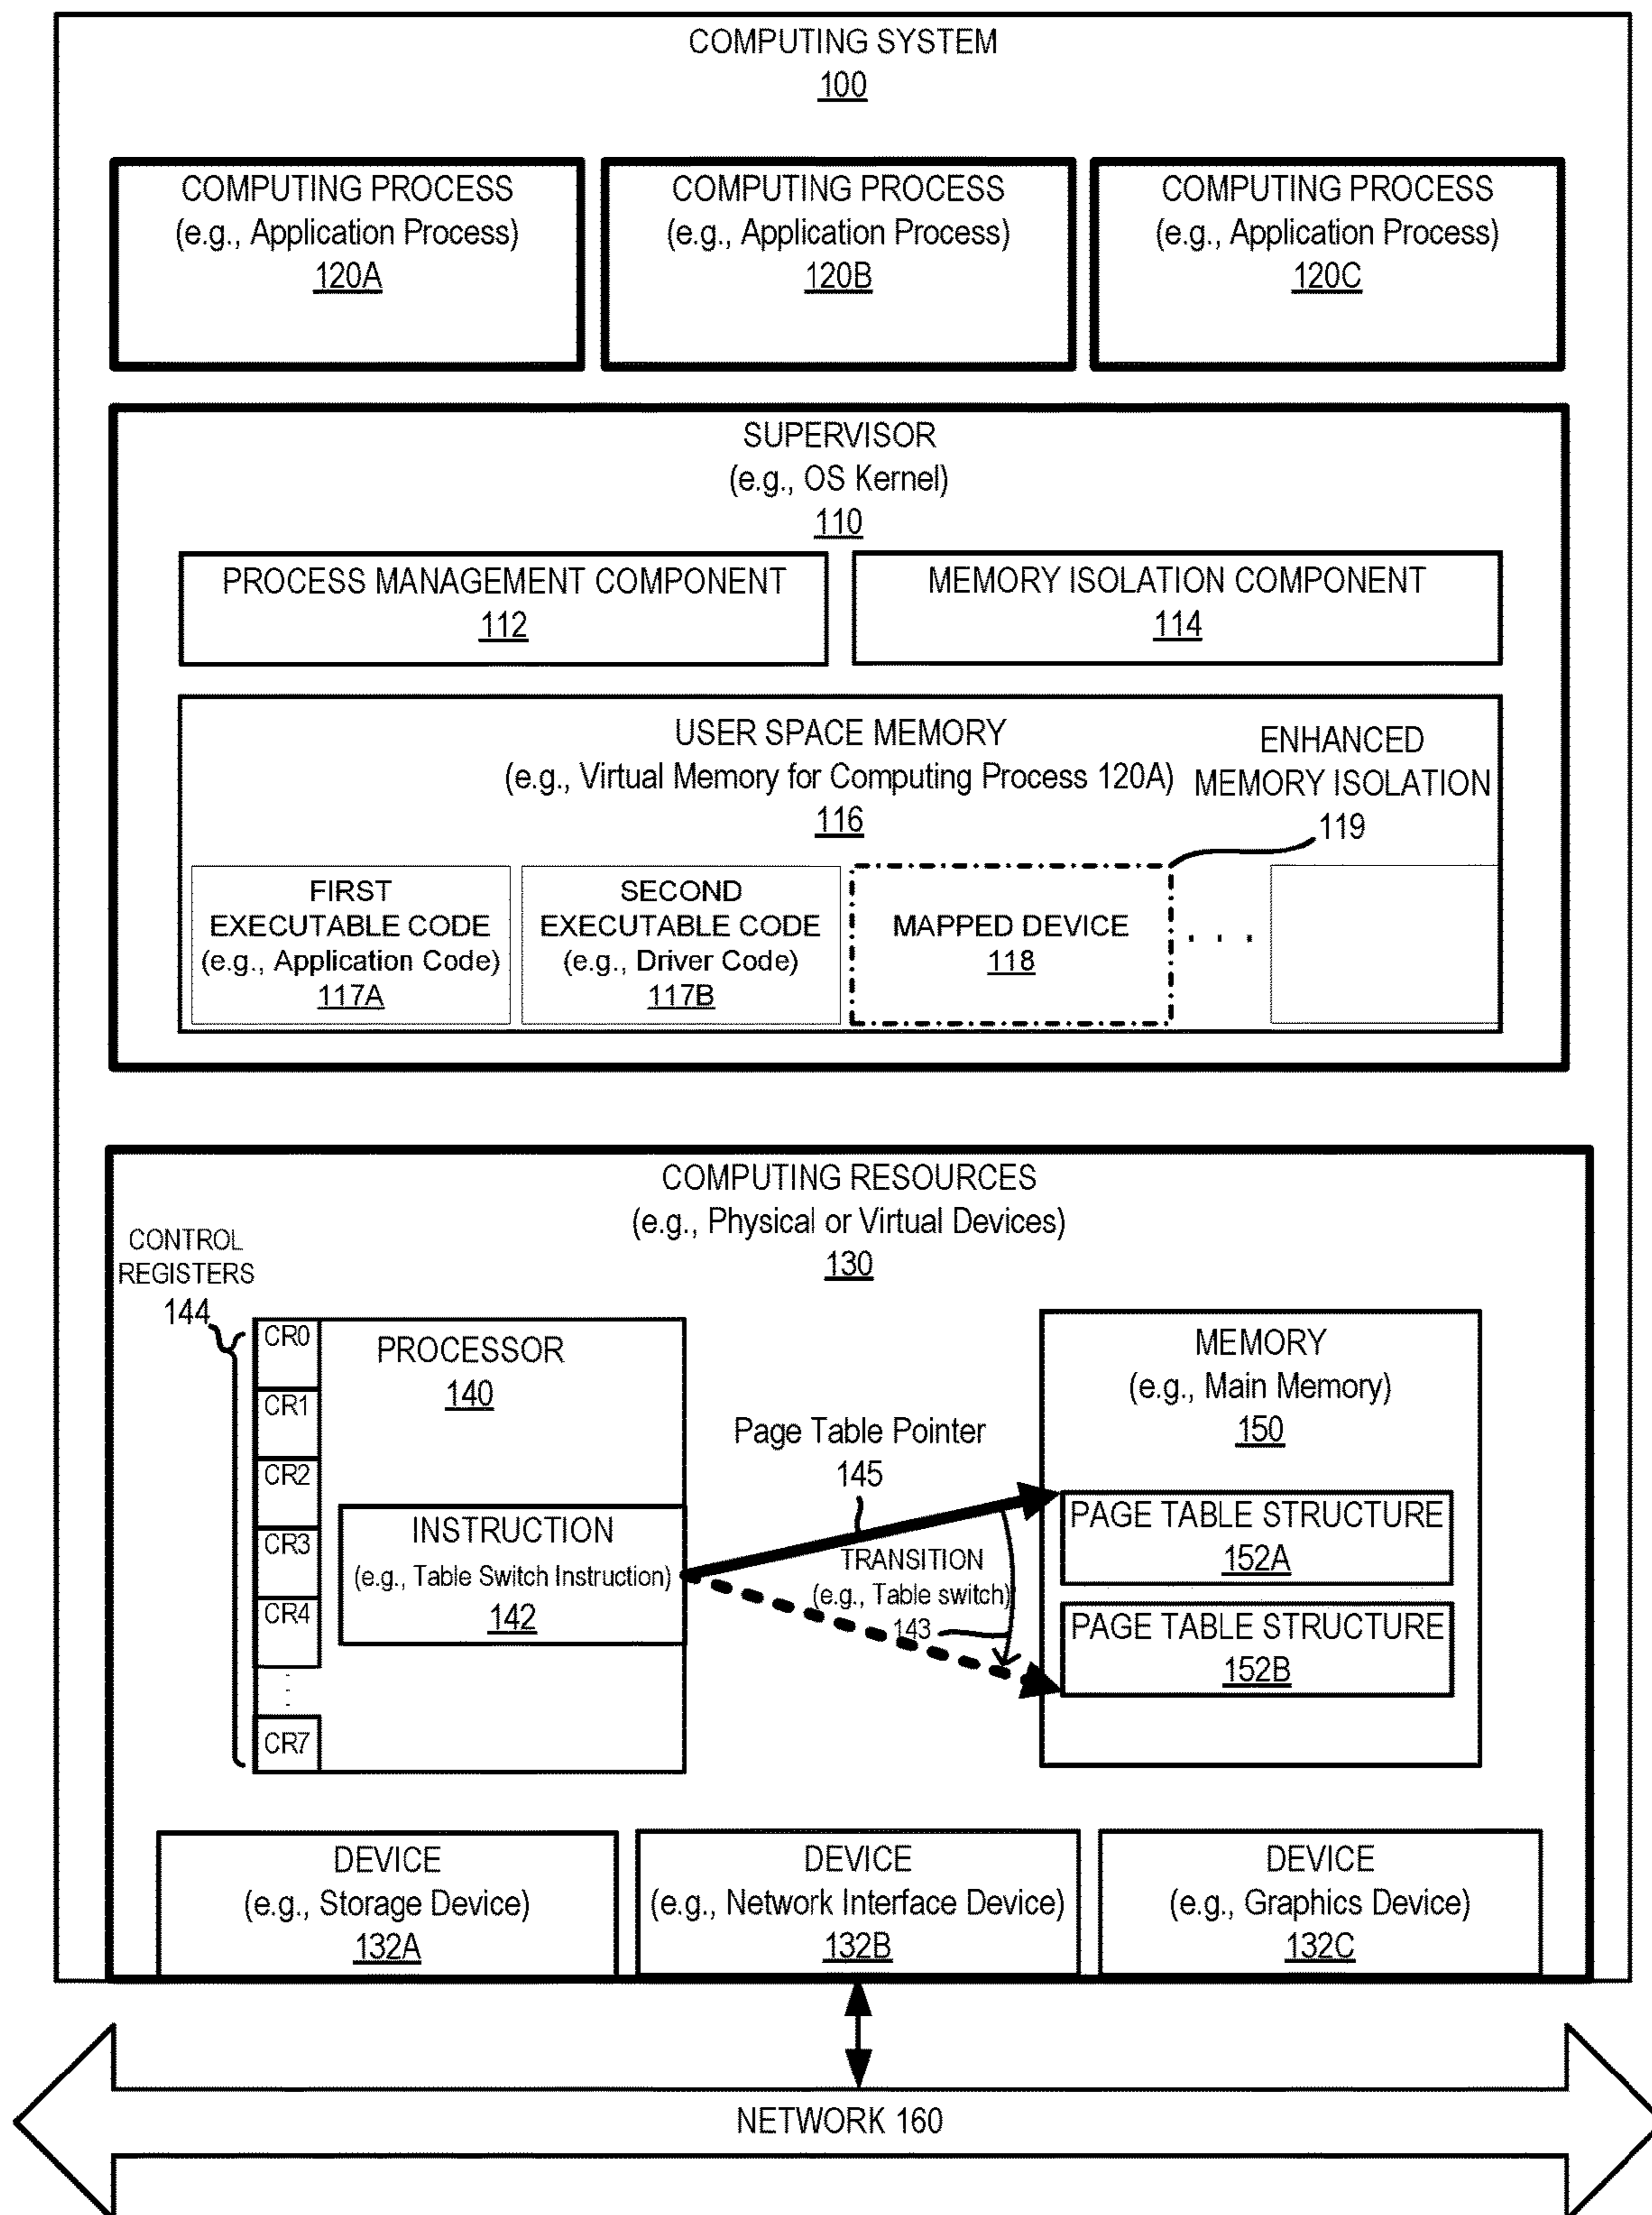 COMPUTING SYSTEM
100
COMPUTING PROCESS
(e.g., Application Process)
120A
COMPUTING PROCESS
(e.g., Application Process)
120B
COMPUTING PROCESS
(e.g., Application Process)
120C
SUPERVISOR
(e.g., OS Kernel)
110
PROCESS MANAGEMENT COMPONENT
112
MEMORY ISOLATION COMPONENT
114
USER SPACE MEMORY
(e.g., Virtual Memory for Computing Process 120A)
116
ENHANCED
MEMORY ISOLATION
119
FIRST
EXECUTABLE CODE
(e.g., Application Code)
117A
SECOND
EXECUTABLE CODE
(e.g., Driver Code)
117B
MAPPED DEVICE
118
. . .
COMPUTING RESOURCES
(e.g., Physical or Virtual Devices)
130
CONTROL
REGISTERS
144
CR0
CR1
CR2
CR3
CR4
CR7
PROCESSOR
140
INSTRUCTION
(e.g., Table Switch Instruction)
142
Page Table Pointer
145
TRANSITION
(e.g., Table switch)
143
MEMORY
(e.g., Main Memory)
150
PAGE TABLE STRUCTURE
152A
PAGE TABLE STRUCTURE
152B
DEVICE
(e.g., Storage Device)
132A
DEVICE
(e.g., Network Interface Device)
132B
DEVICE
(e.g., Graphics Device)
132C
NETWORK 160